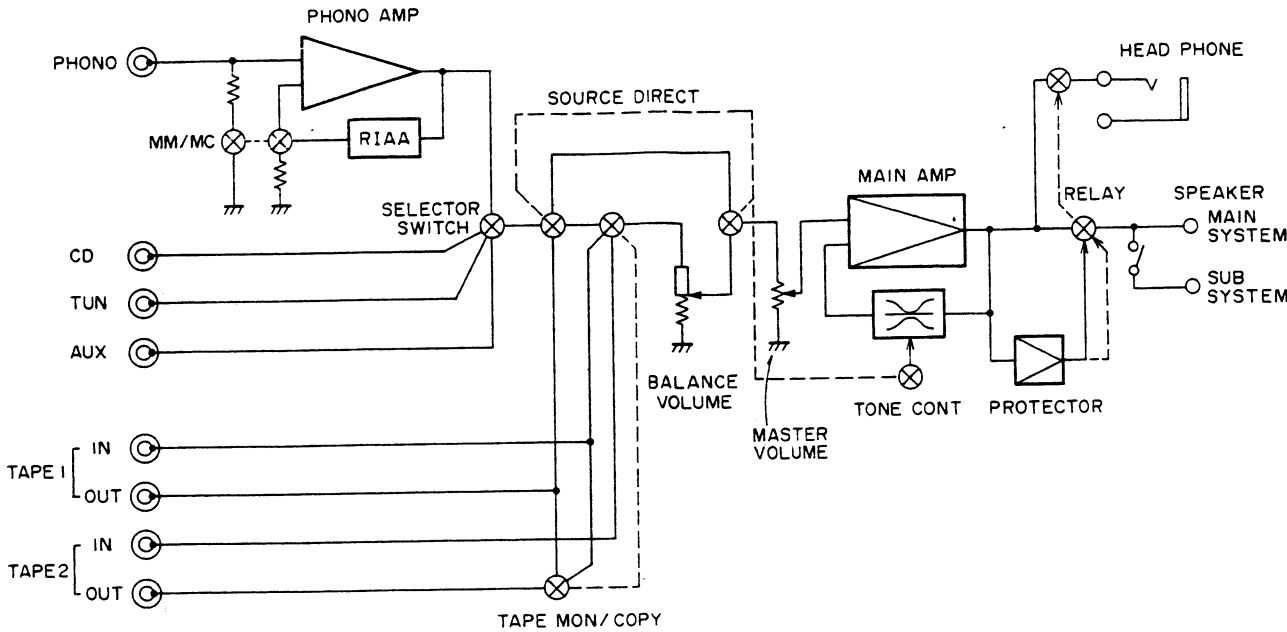 PHONO AMP
PHONO
HEAD PHONE
SOURCE DIRECT
MM/MC
RIAA
MAIN AMP
RELAY
SPEAKER
MAIN
SYSTEM
SELECTOR
SWITCH
CD
TUN
SUB
SYSTEM
AUX
BALANCE
VOLUME
TONE CONT
PROTECTOR
MASTER
VOLUME
TAPE 1
IN
OUT
TAPE2
IN
OUT
TAPE MON/COPY